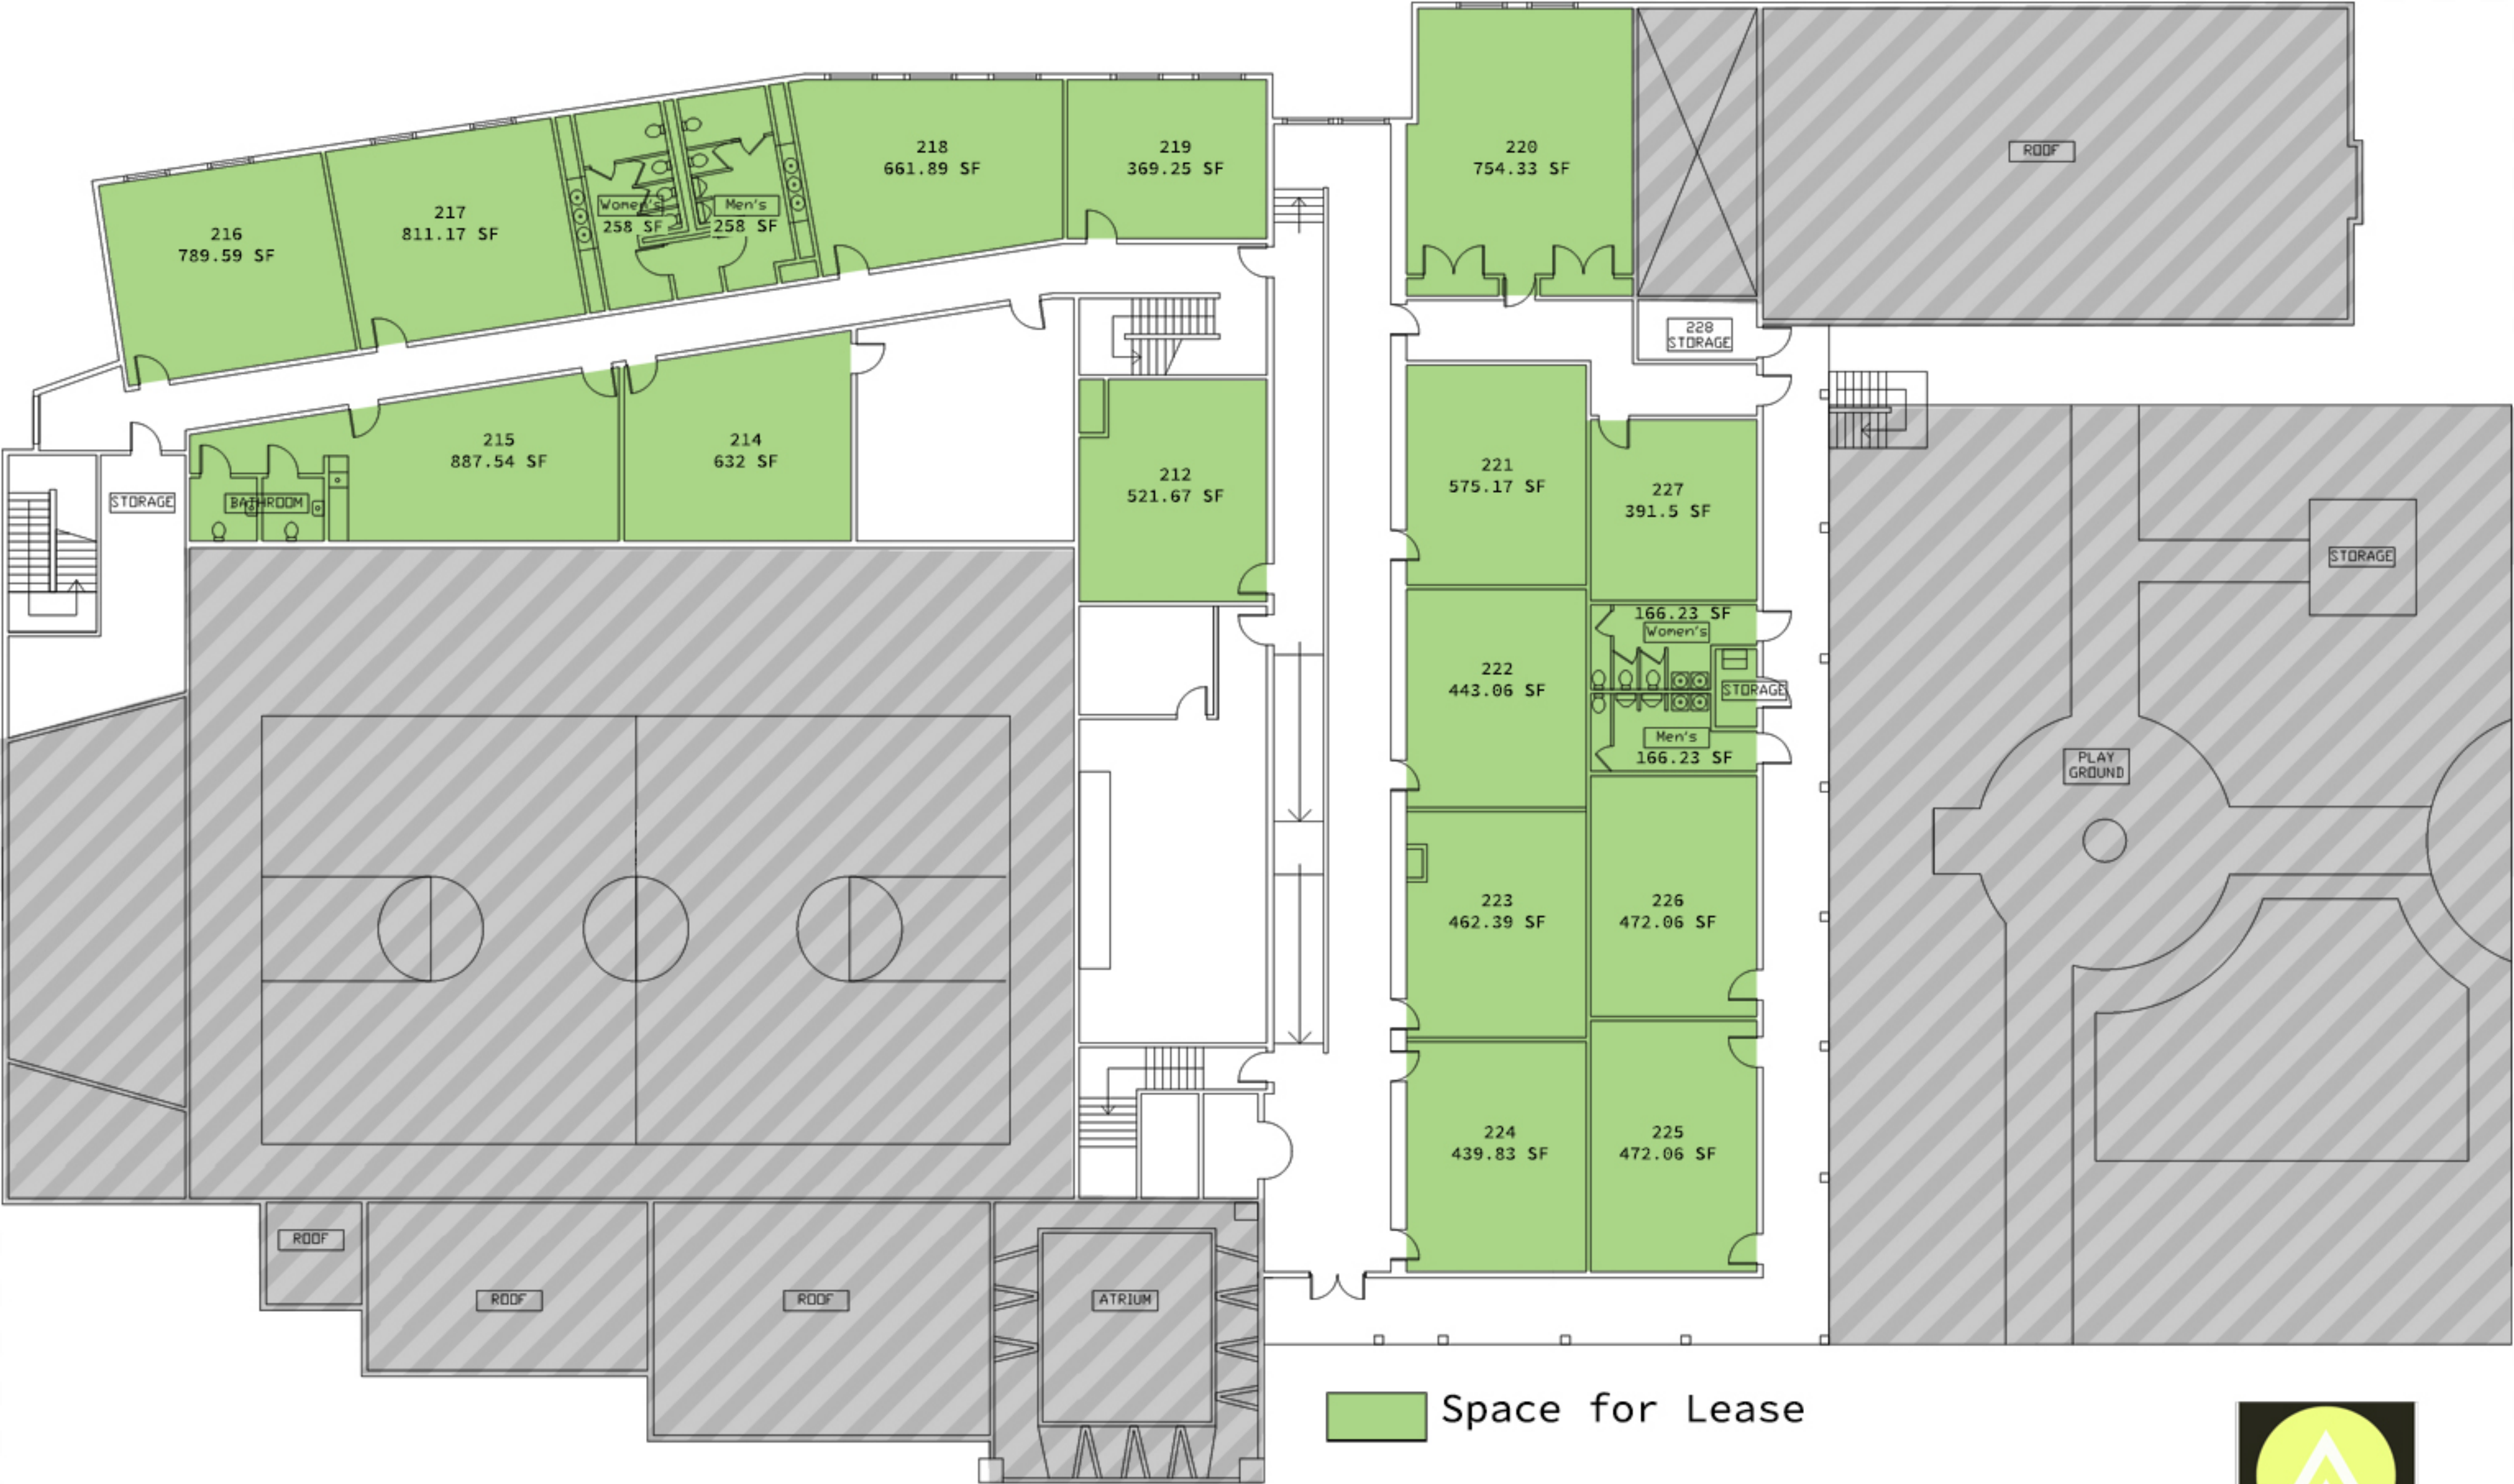 220
754.33 SF
ROOF
218
661.89 SF
219
369.25 SF
217
811.17 SF
Women's
258 SF
Men's
258 SF
216
789.59 SF
228
STORAGE
215
887.54 SF
214
632 SF
212
521.67 SF
221
575.17 SF
227
391.5 SF
STORAGE
BATHROOM
STORAGE
166.23 SF
Women's
222
443.06 SF
STORAGE
Men's
166.23 SF
PLAY
GROUND
223
462.39 SF
226
472.06 SF
224
439.83 SF
225
472.06 SF
ROOF
ROOF
ROOF
ATRIUM
Space for Lease